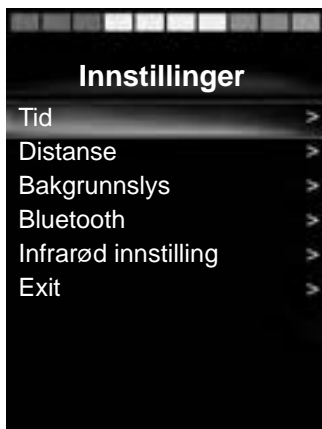 Innstillinger
Tid >
Distanse >
Bakgrunnslys >
Bluetooth >
Infrarød innstilling >
Exit >